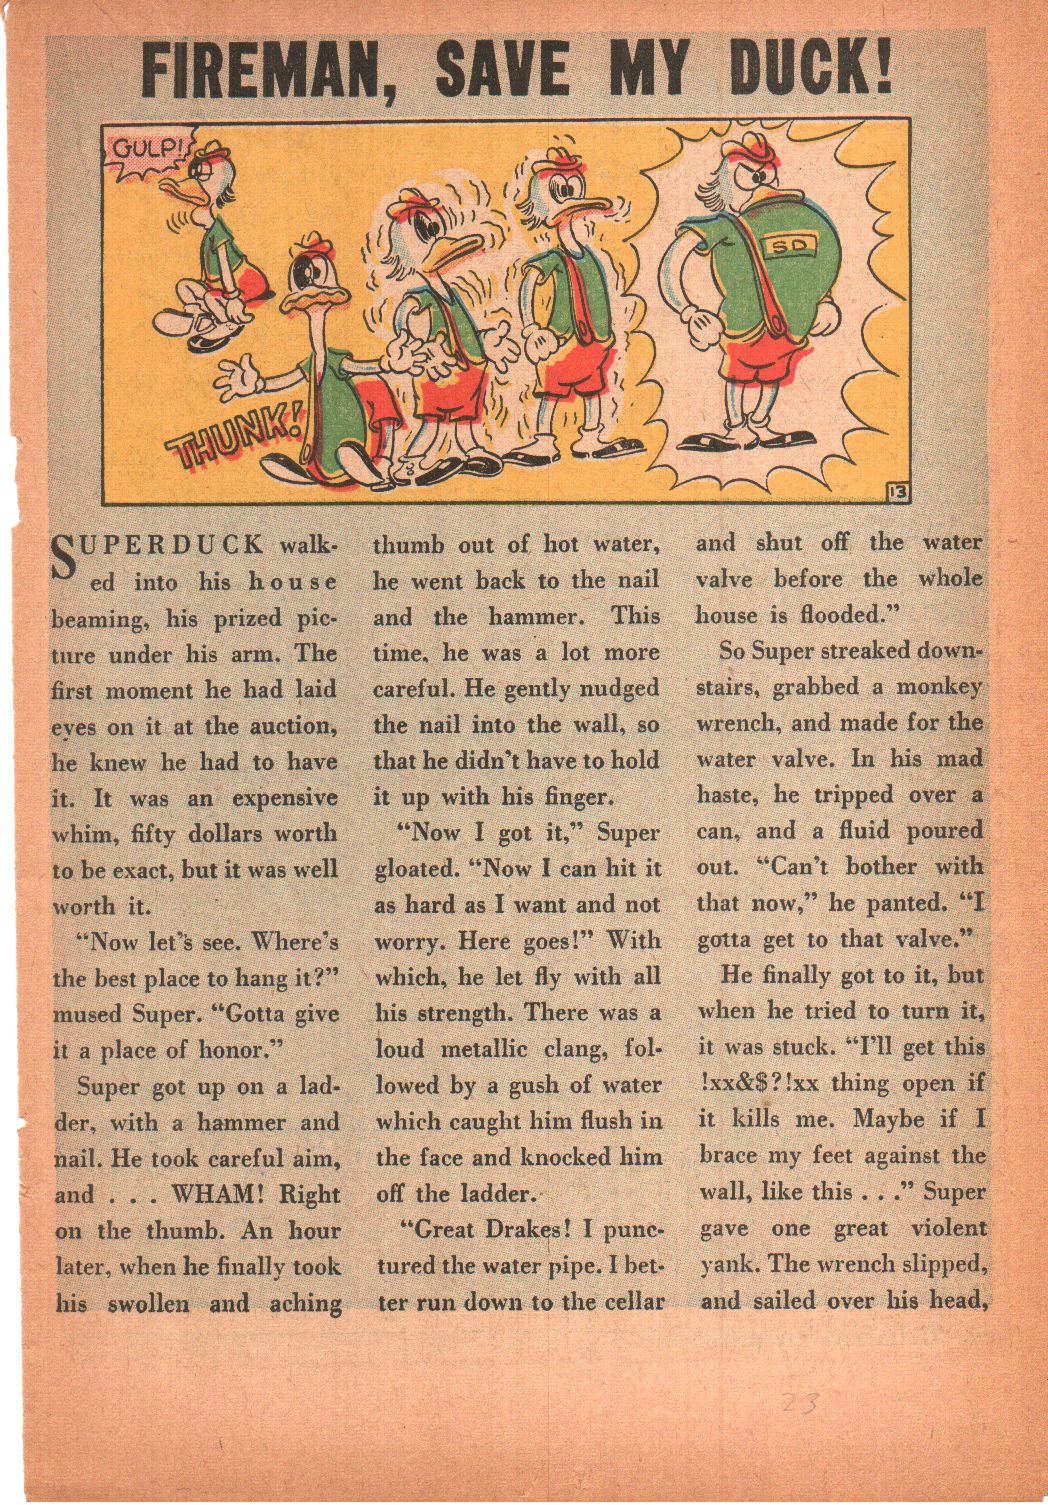 FIREMAN, SAVE MY DUCK!
GULP!
THUNK!
SD
13
SUPERDUCK walk-
ed into his house
beaming, his prized pic-
ture under his arm. The
first moment he had laid
eyes on it at the auction,
he knew he had to have
it. It was an expensive
whim, fifty dollars worth
to be exact, but it was well
worth it.
"Now let's see. Where's
the best place to hang it?"
mused Super. "Gotta give
it a place of honor."
Super got up on a lad-
der, with a hammer and
nail. He took careful aim,
and . . . WHAM! Right
on the thumb. An hour
later, when he finally took
his swollen and aching
thumb out of hot water,
he went back to the nail
and the hammer. This
time, he was a lot more
careful. He gently nudged
the nail into the wall, so
that he didn't have to hold
it up with his finger.
"Now I got it," Super
gloated. "Now I can hit it
as hard as I want and not
worry. Here goes!" With
which, he let fly with all
his strength. There was a
loud metallic clang, fol-
lowed by a gush of water
which caught him flush in
the face and knocked him
off the ladder.
"Great Drakes! I punc-
tured the water pipe. I bet-
ter run down to the cellar
and shut off the water
valve before the whole
house is flooded."
So Super streaked down-
stairs, grabbed a monkey
wrench, and made for the
water valve. In his mad
haste, he tripped over a
can, and a fluid poured
out. "Can't bother with
that now," he panted. "I
gotta get to that valve."
He finally got to it, but
when he tried to turn it,
it was stuck. "I'll get this
!xx&$?!xx thing open if
it kills me. Maybe if I
brace my feet against the
wall, like this . . ." Super
gave one great violent
yank. The wrench slipped,
and sailed over his head,
23